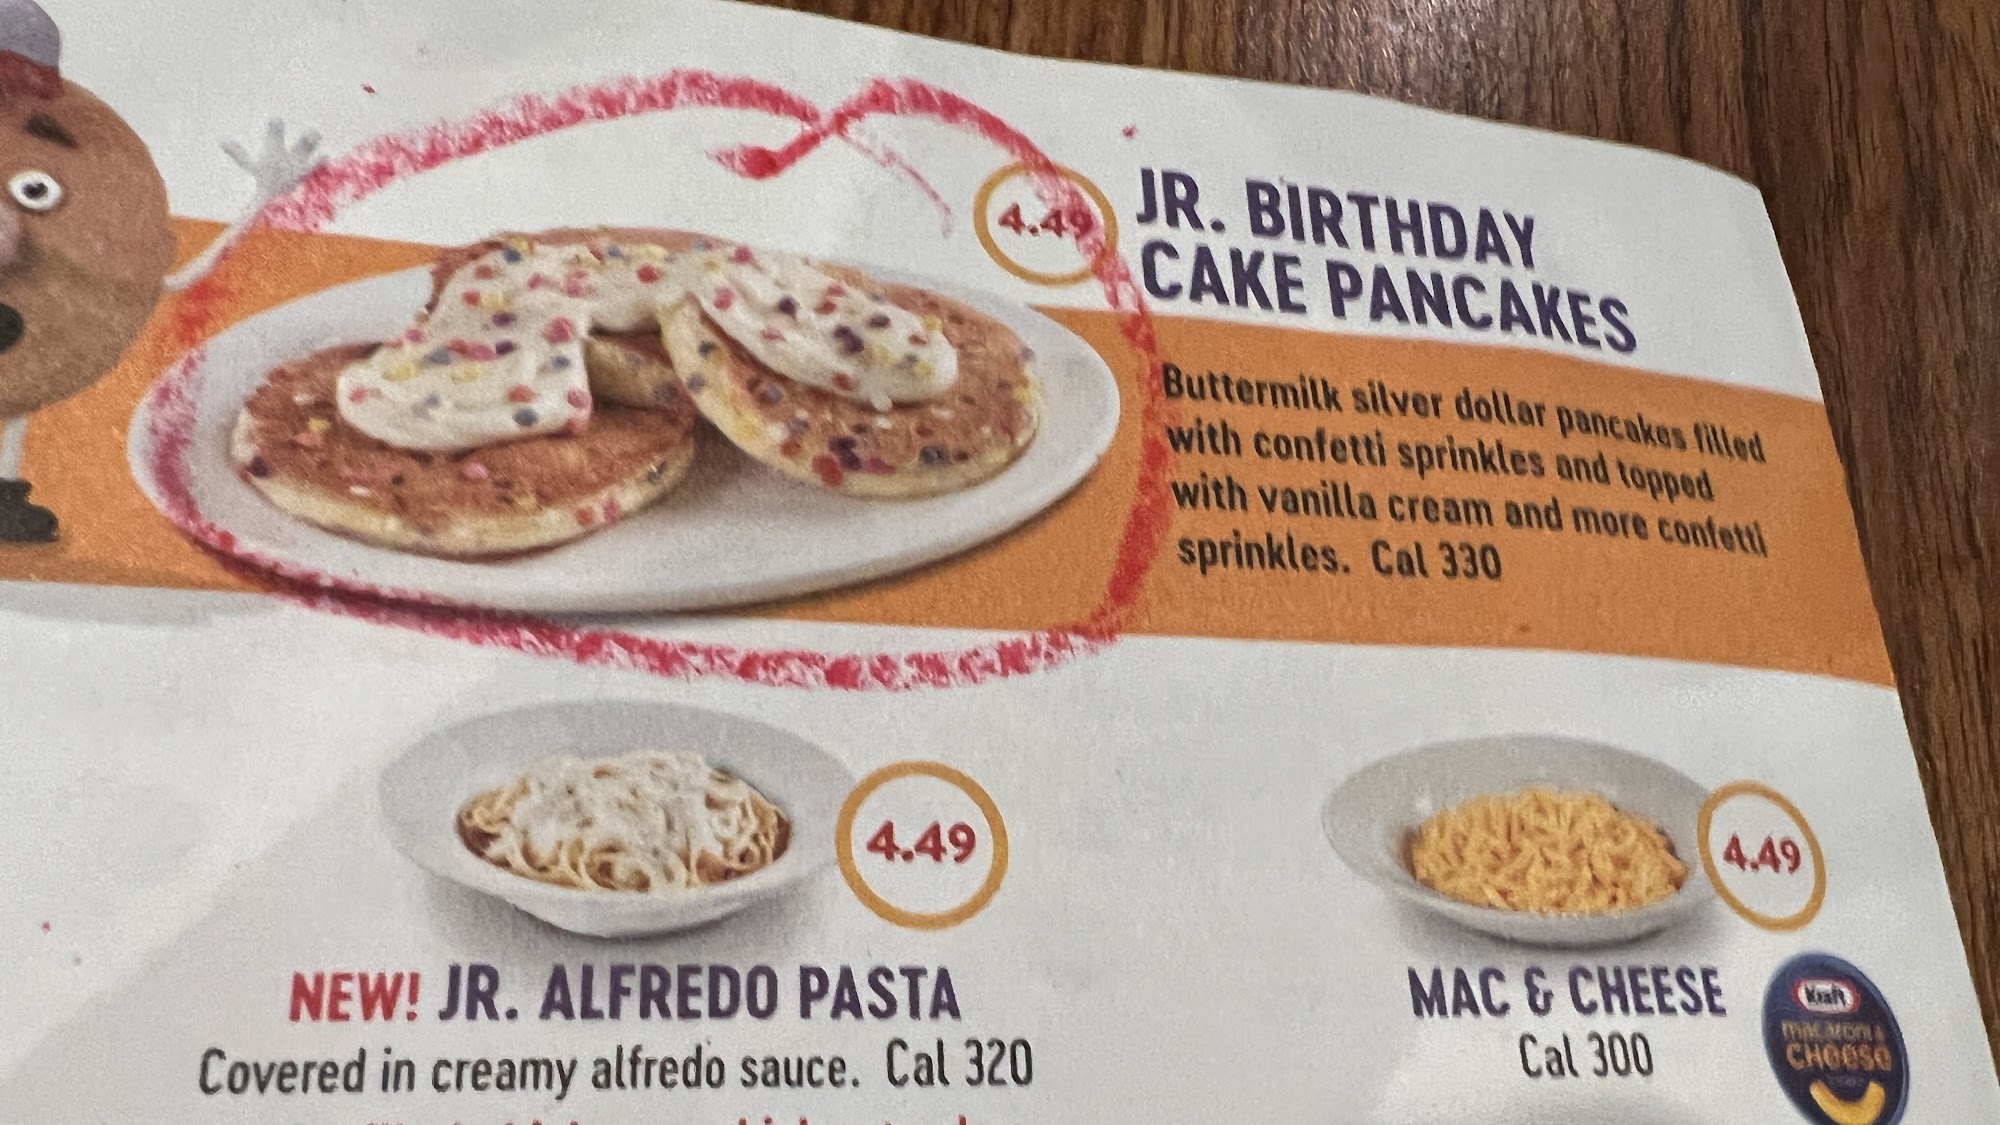 4.49
JR. BIRTHDAY
CAKE PANCAKES
Buttermilk silver dollar pancakes filled
with confetti sprinkles and topped
with vanilla cream and more confetti
sprinkles. Cal 330
4.49
NEW! JR. ALFREDO PASTA
Covered in creamy alfredo sauce. Cal 320
4.49
MAC & CHEESE
Cal 300
Kraft
macaroni &
CHEESE